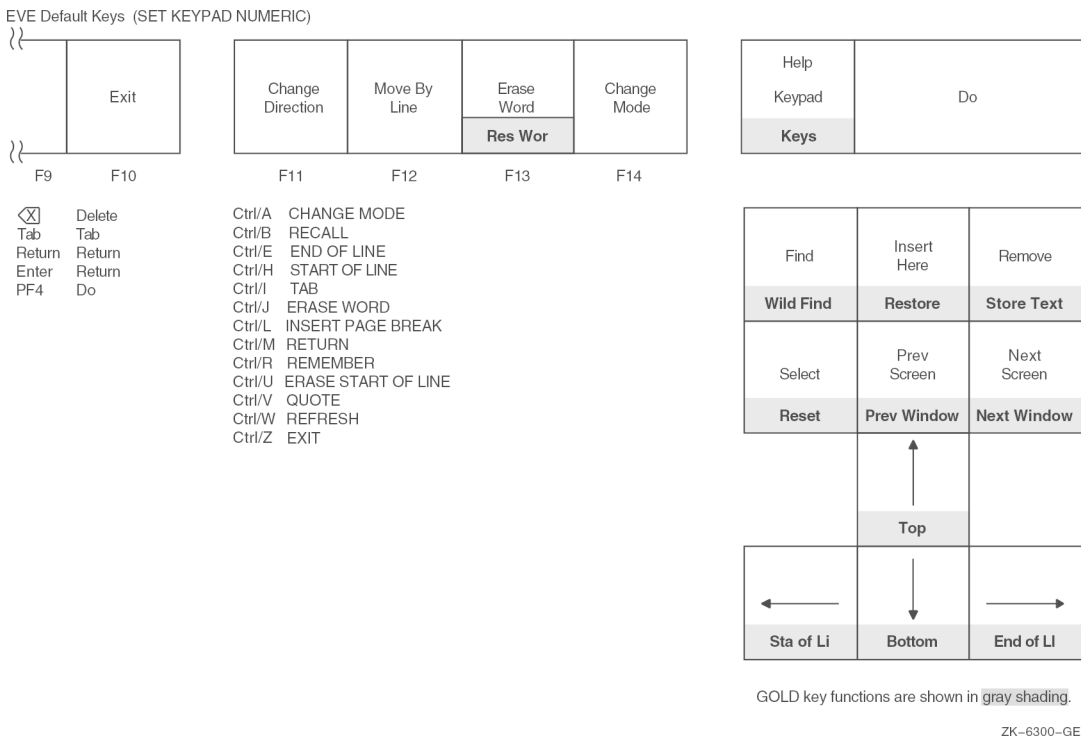 EVE Default Keys (SET KEYPAD NUMERIC)
Exit
Change
Direction
Move By
Line
Erase
Word
Res Wor
Change
Mode
Help
Keypad
Keys
Do
F9
F10
F11
F12
F13
F14
X Delete
Tab Tab
Return Return
Enter Return
PF4 Do
Ctrl/A CHANGE MODE
Ctrl/B RECALL
Ctrl/E END OF LINE
Ctrl/H START OF LINE
Ctrl/I TAB
Ctrl/J ERASE WORD
Ctrl/L INSERT PAGE BREAK
Ctrl/M RETURN
Ctrl/R REMEMBER
Ctrl/U ERASE START OF LINE
Ctrl/V QUOTE
Ctrl/W REFRESH
Ctrl/Z EXIT
Find
Insert
Here
Remove
Wild Find
Restore
Store Text
Select
Prev
Screen
Next
Screen
Reset
Prev Window
Next Window
Top
Sta of Li
Bottom
End of LI
GOLD key functions are shown in gray shading.
ZK–6300–GE